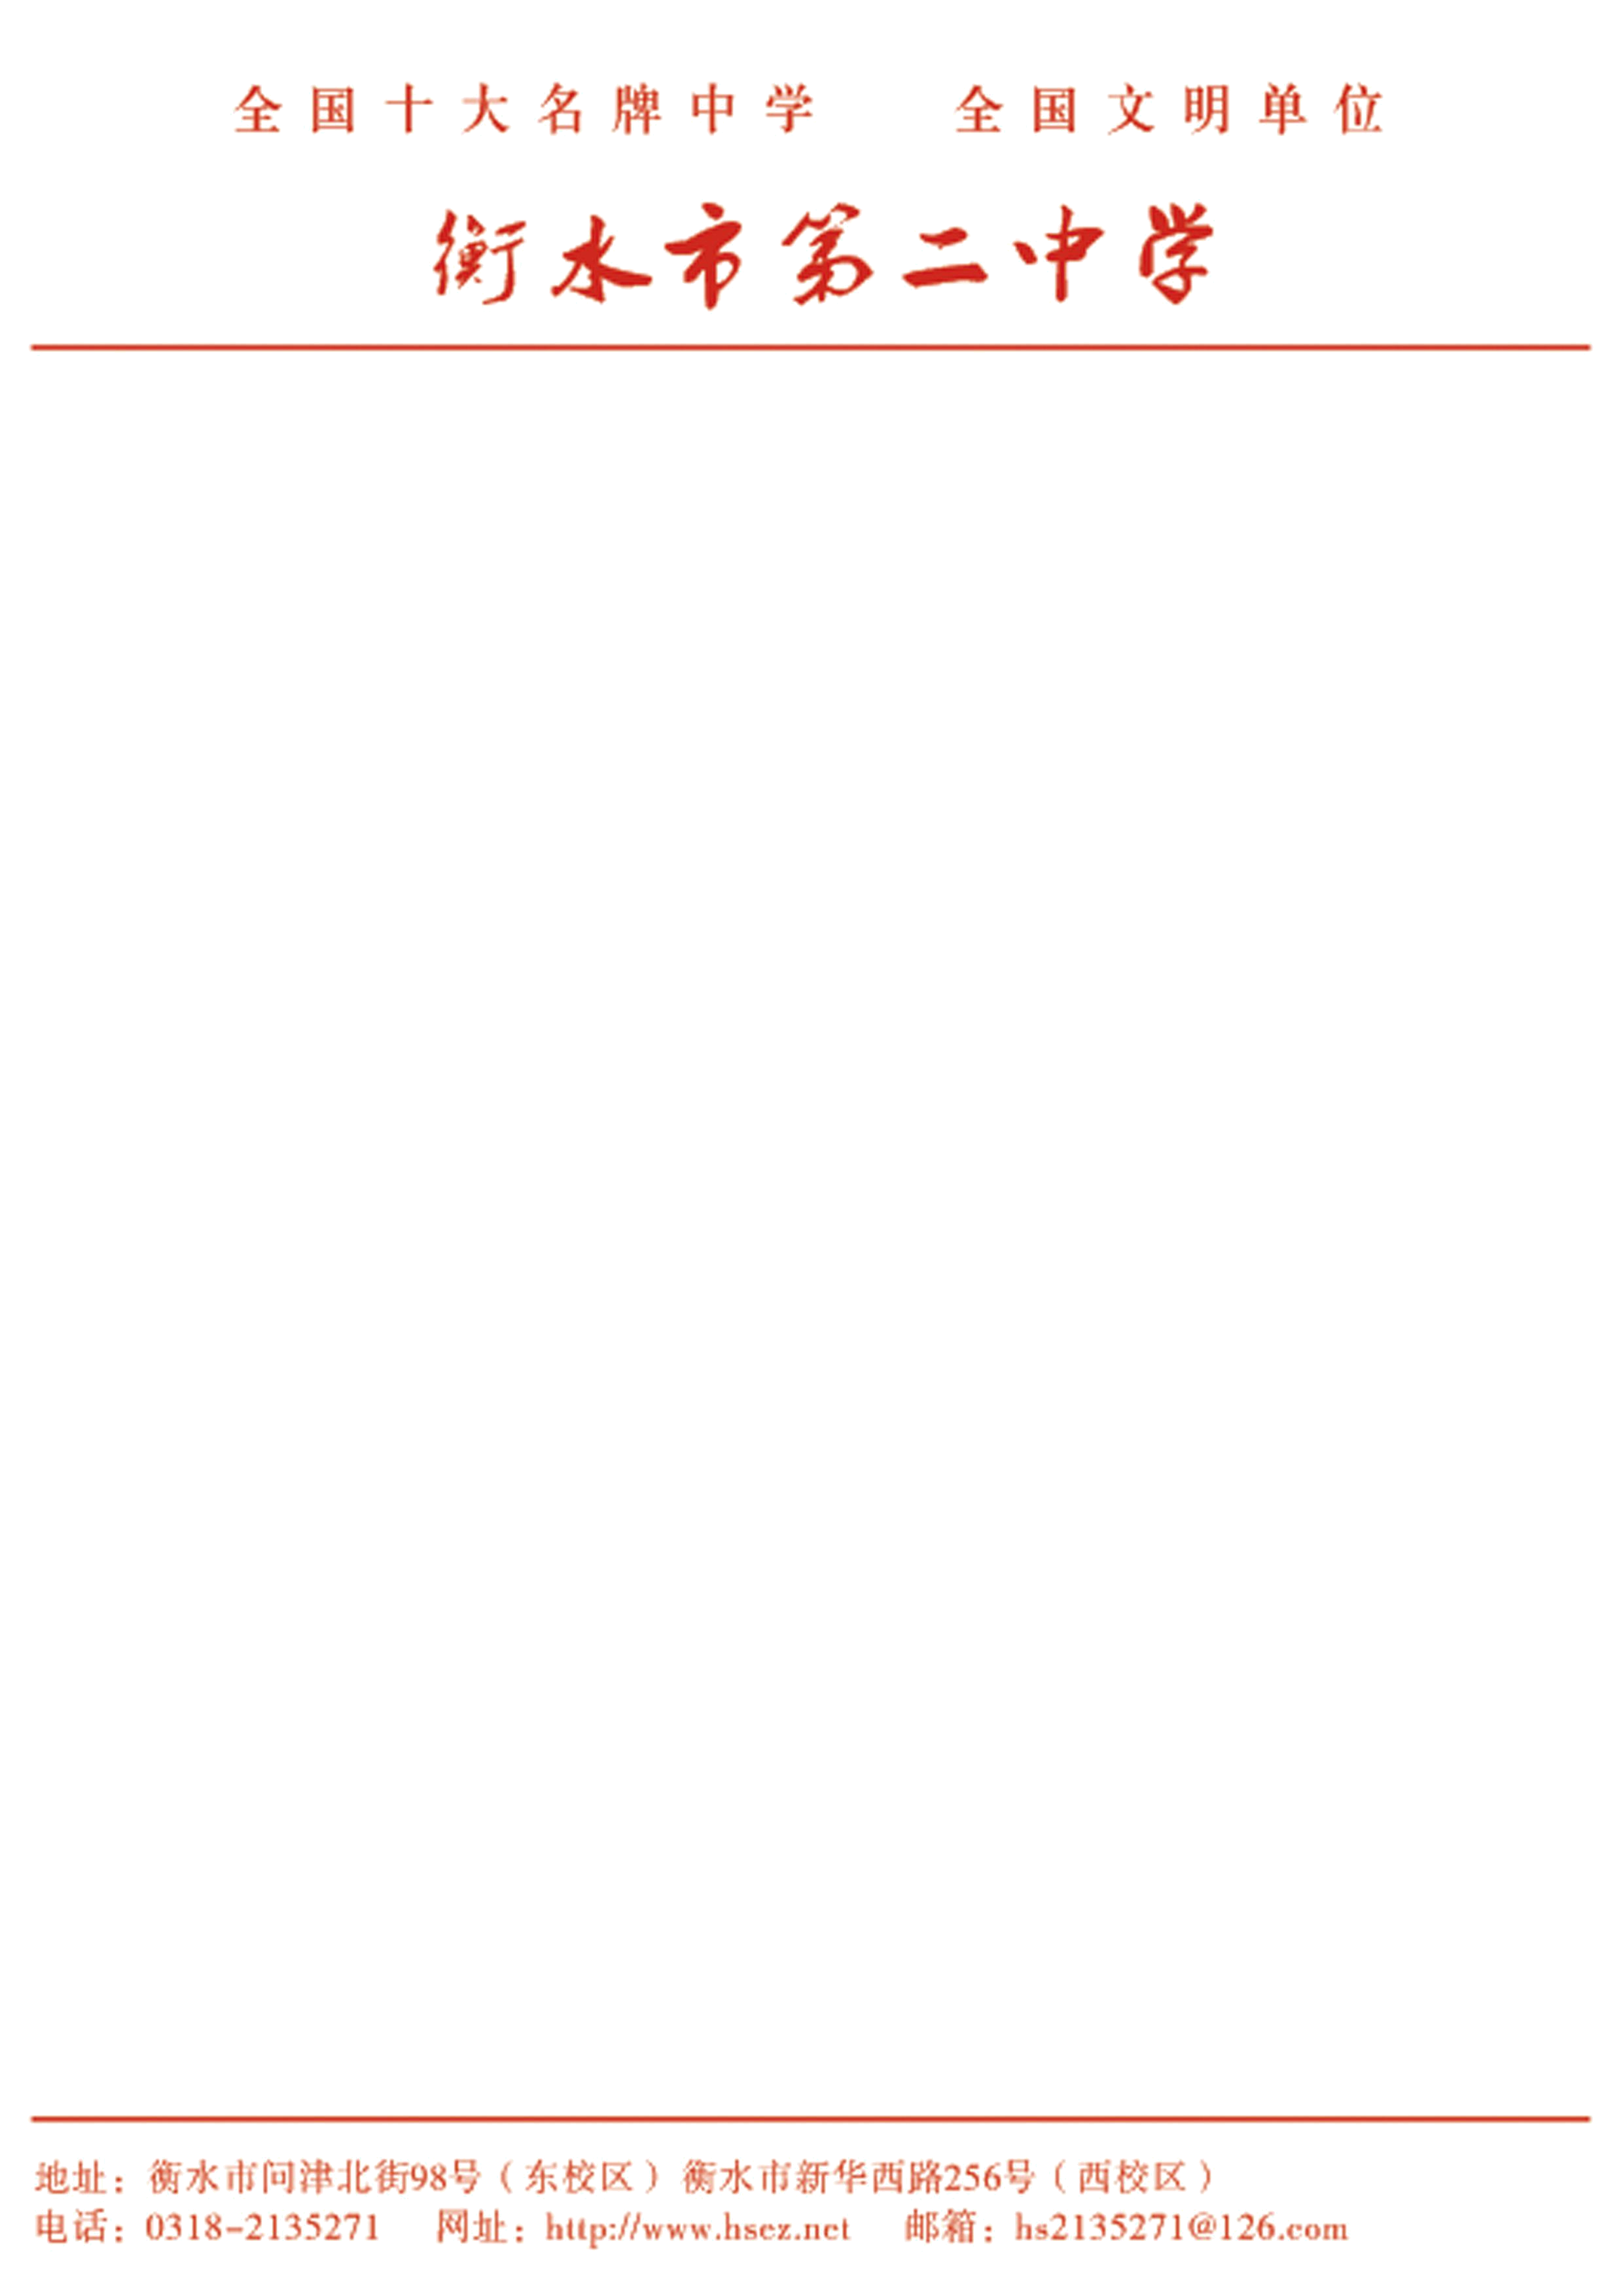 全国十大名牌中学 全国文明单位
衡水市第二中学
地址：衡水市问津北街98号（东校区）衡水市新华西路256号（西校区）
电话：0318-2135271 网址：http://www.hsez.net 邮箱：hs2135271@126.com